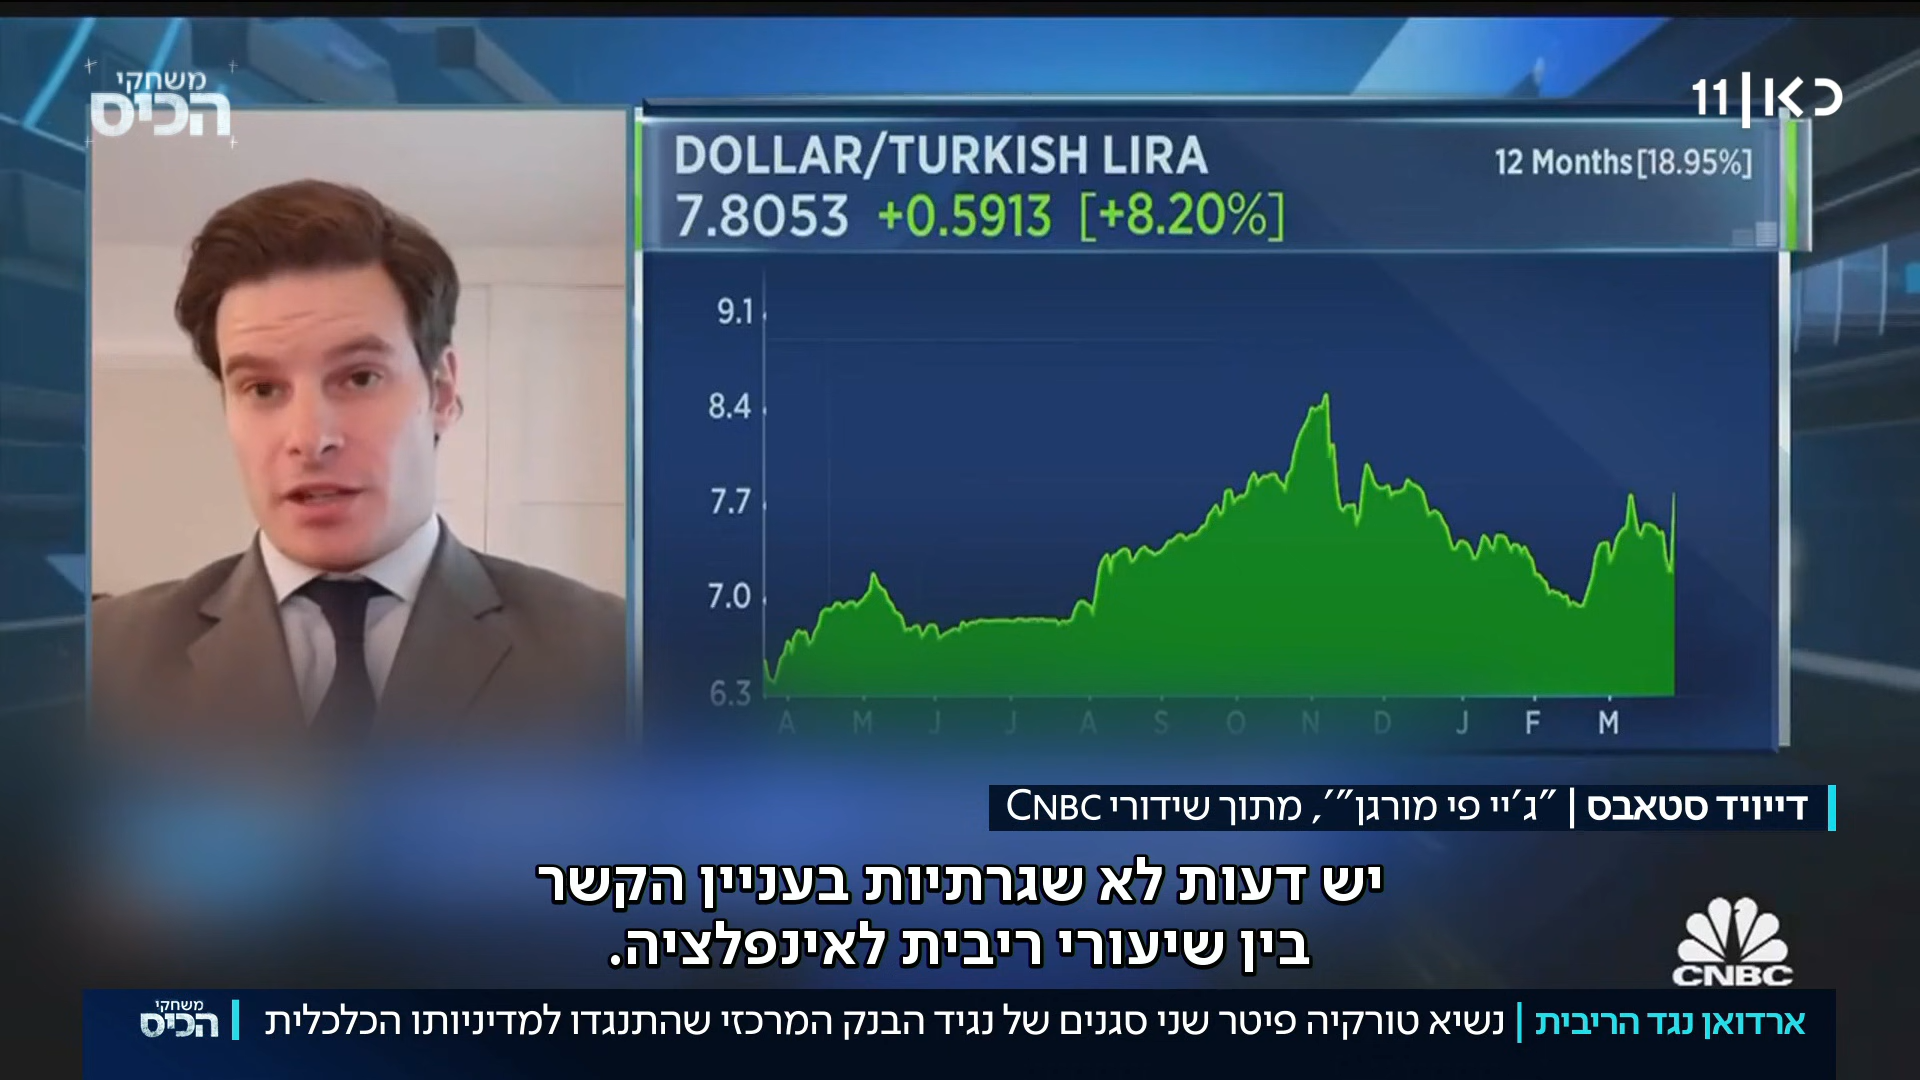 משחקי
הכיס
כאן|11
DOLLAR/TURKISH LIRA
12 Months[18.95%]
7.8053 +0.5913 [+8.20%]
9.1
8.4
7.7
7.0
6.3
A M J J A S O N D J F M
דייויד סטאבס | "ג'יי פי מורגן"', מתוך שידורי CNBC
יש דעות לא שגרתיות בעניין הקשר
בין שיעורי ריבית לאינפלציה.
CNBC
ארדואן נגד הריבית | נשיא טורקיה פיטר שני סגנים של נגיד הבנק המרכזי שהתנגדו למדיניותו הכלכלית
משחקי
הכיס